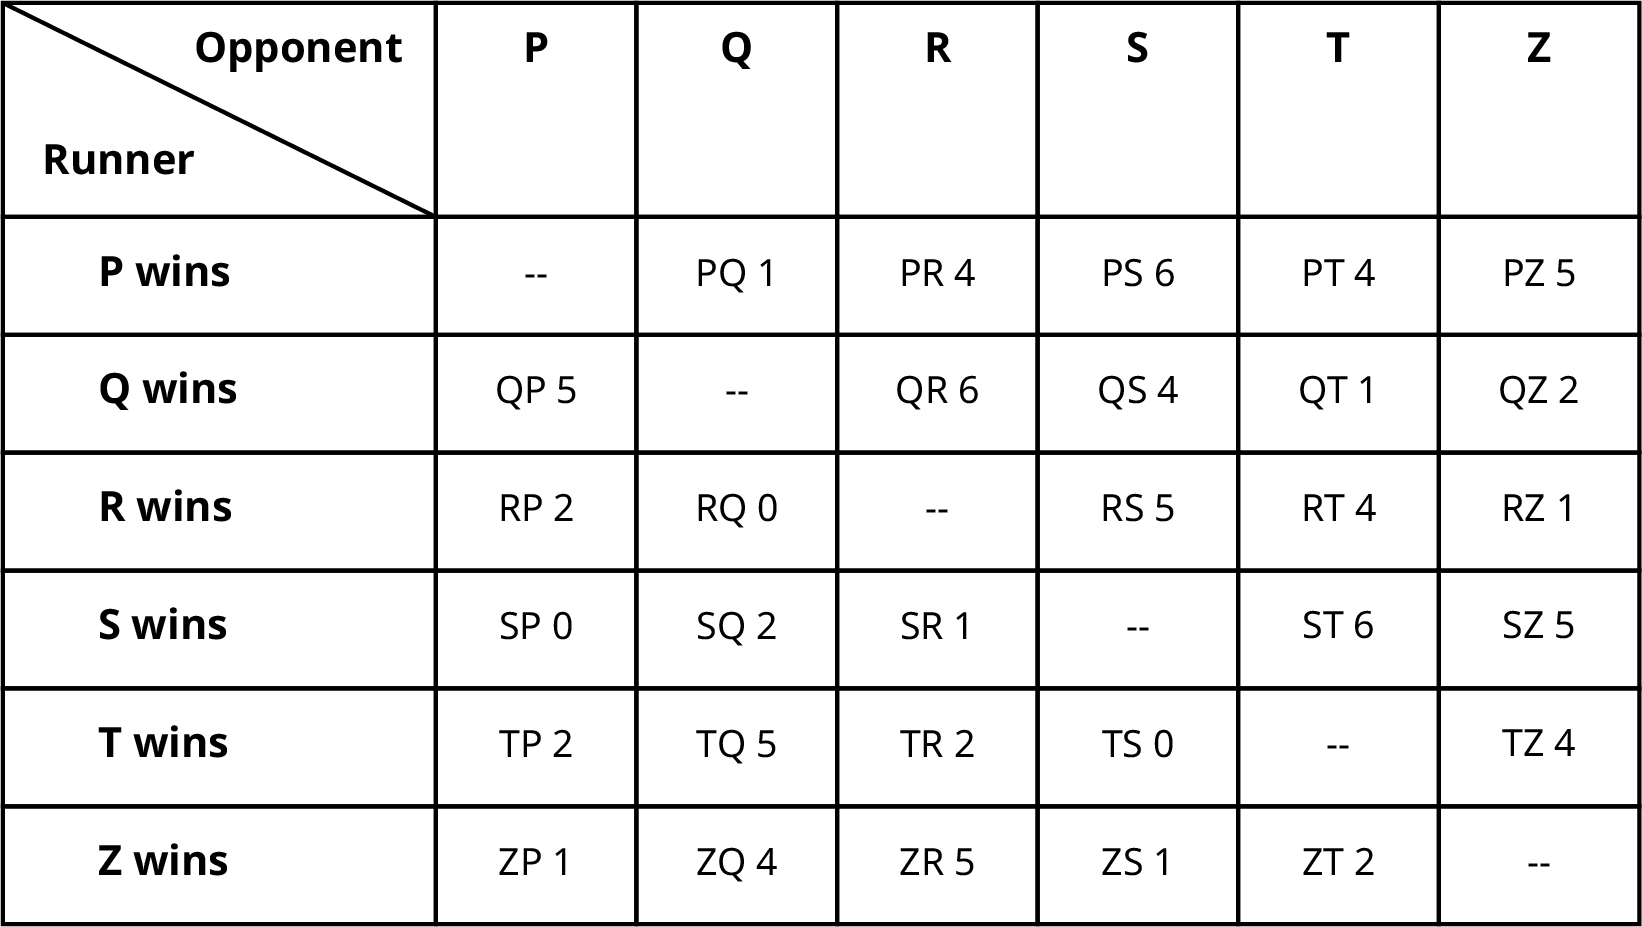 Opponent P Q R S T Z
Runner
P wins -- PQ 1 PR 4 PS 6 PT 4 PZ 5
Q wins QP 5 -- QR 6 QS 4 QT 1 QZ 2
R wins RP 2 RQ 0 -- RS 5 RT 4 RZ 1
S wins SP 0 SQ 2 SR 1 -- ST 6 SZ 5
T wins TP 2 TQ 5 TR 2 TS 0 -- TZ 4
Z wins ZP 1 ZQ 4 ZR 5 ZS 1 ZT 2 --